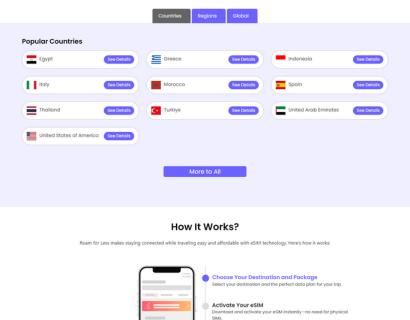 Countries
Regions
Global
Popular Countries
Egypt See Details
Greece See Details
Indonesia See Details
Italy See Details
Morocco See Details
Spain See Details
Thailand See Details
Turkiye See Details
United Arab Emirates See Details
United States of America See Details
More to All
How It Works?
Roam for Less makes staying connected while traveling easy and affordable with eSIM technology. Here's how it works:
Choose Your Destination and Package
Select your destination and the perfect data plan for your trip.
Activate Your eSIM
Download and activate your eSIM instantly—no need for physical
SIMs.